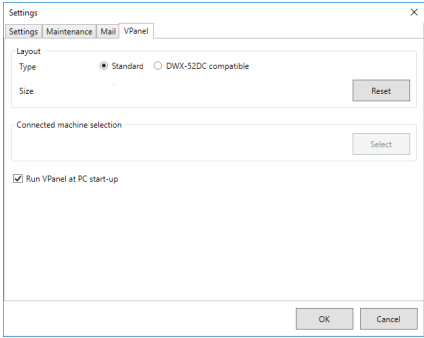 Settings
Settings Maintenance Mail VPanel
Layout
Type Standard DWX-52DC compatible
Size Reset
Connected machine selection
Select
Run VPanel at PC start-up
OK Cancel